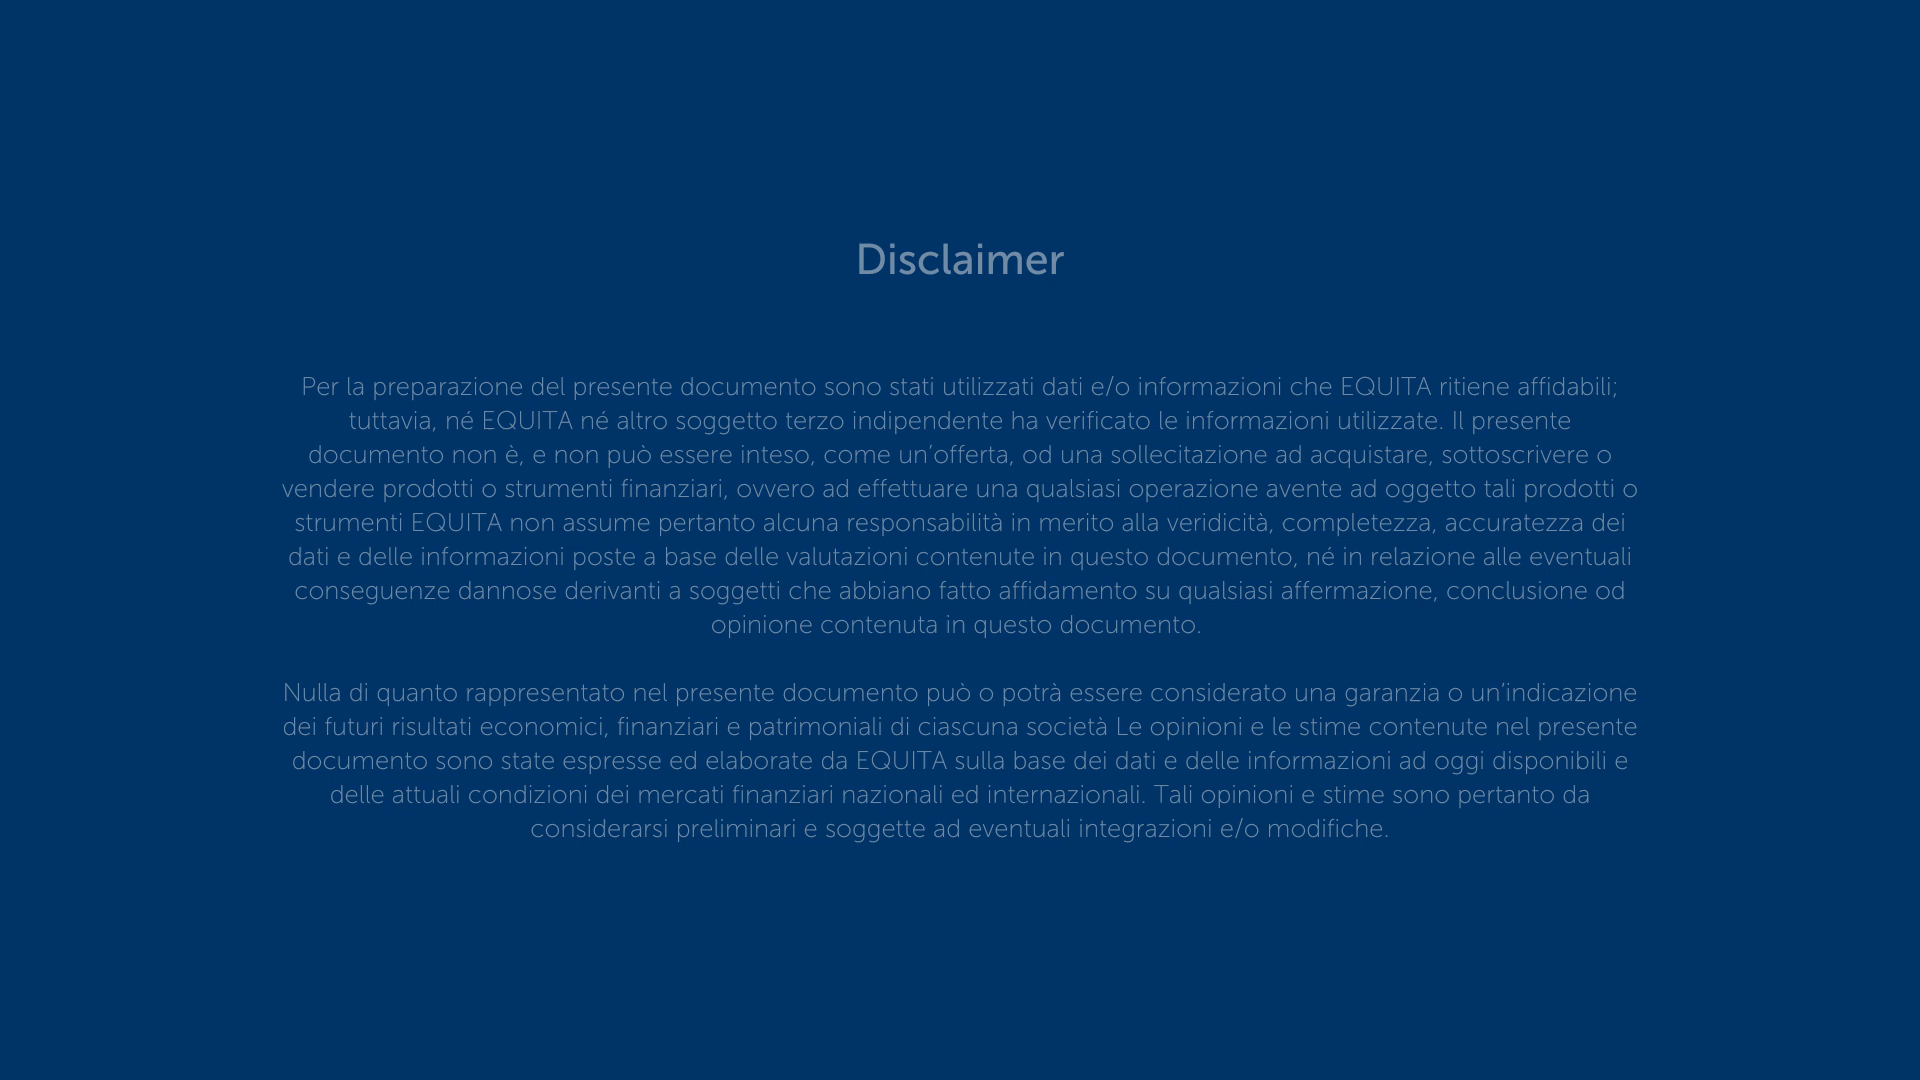 Disclaimer
Per la preparazione del presente documento sono stati utilizzati dati e/o informazioni che EQUITA ritiene affidabili;
tuttavia, né EQUITA né altro soggetto terzo indipendente ha verificato le informazioni utilizzate. Il presente
documento non è, e non può essere inteso, come un’offerta, od una sollecitazione ad acquistare, sottoscrivere o
vendere prodotti o strumenti finanziari, ovvero ad effettuare una qualsiasi operazione avente ad oggetto tali prodotti o
strumenti EQUITA non assume pertanto alcuna responsabilità in merito alla veridicità, completezza, accuratezza dei
dati e delle informazioni poste a base delle valutazioni contenute in questo documento, né in relazione alle eventuali
conseguenze dannose derivanti a soggetti che abbiano fatto affidamento su qualsiasi affermazione, conclusione od
opinione contenuta in questo documento.
Nulla di quanto rappresentato nel presente documento può o potrà essere considerato una garanzia o un’indicazione
dei futuri risultati economici, finanziari e patrimoniali di ciascuna società Le opinioni e le stime contenute nel presente
documento sono state espresse ed elaborate da EQUITA sulla base dei dati e delle informazioni ad oggi disponibili e
delle attuali condizioni dei mercati finanziari nazionali ed internazionali. Tali opinioni e stime sono pertanto da
considerarsi preliminari e soggette ad eventuali integrazioni e/o modifiche.